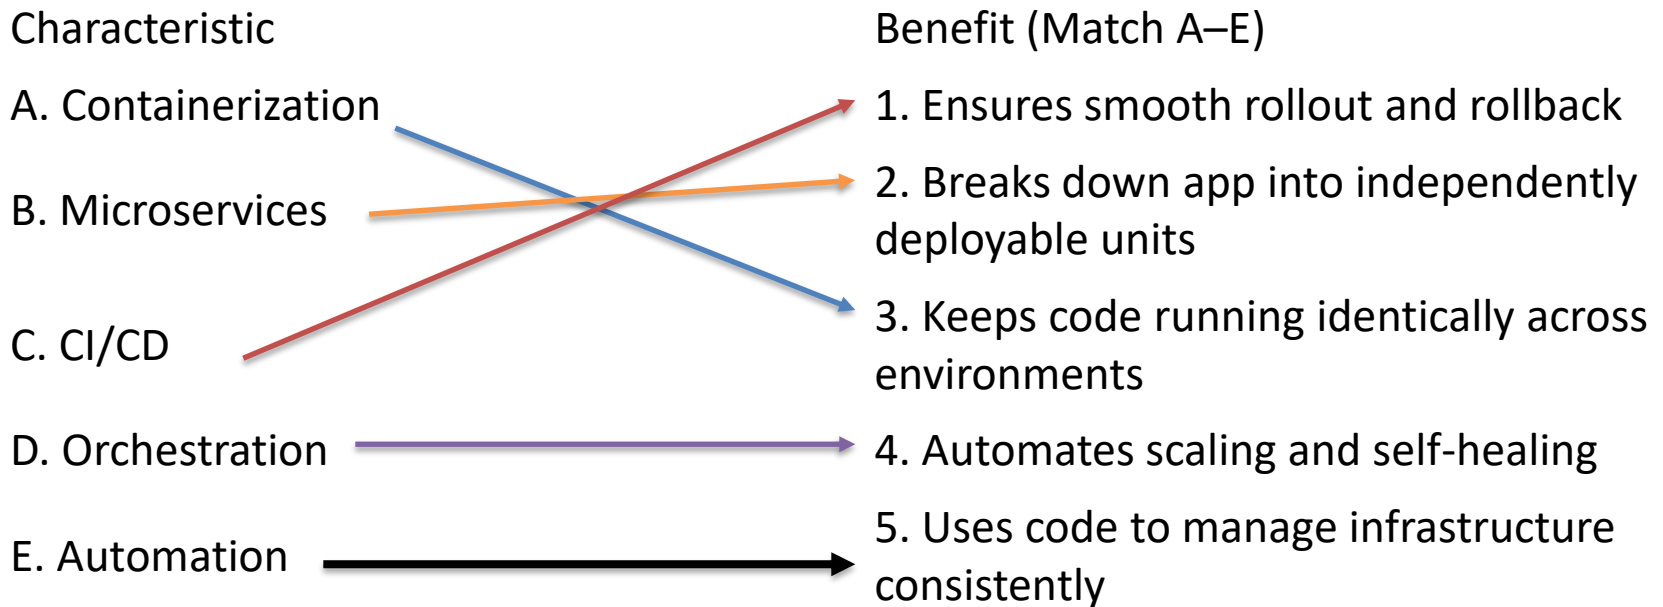 Characteristic
A. Containerization
B. Microservices
C. CI/CD
D. Orchestration
E. Automation
Benefit (Match A–E)
1. Ensures smooth rollout and rollback
2. Breaks down app into independently
deployable units
3. Keeps code running identically across
environments
4. Automates scaling and self-healing
5. Uses code to manage infrastructure
consistently